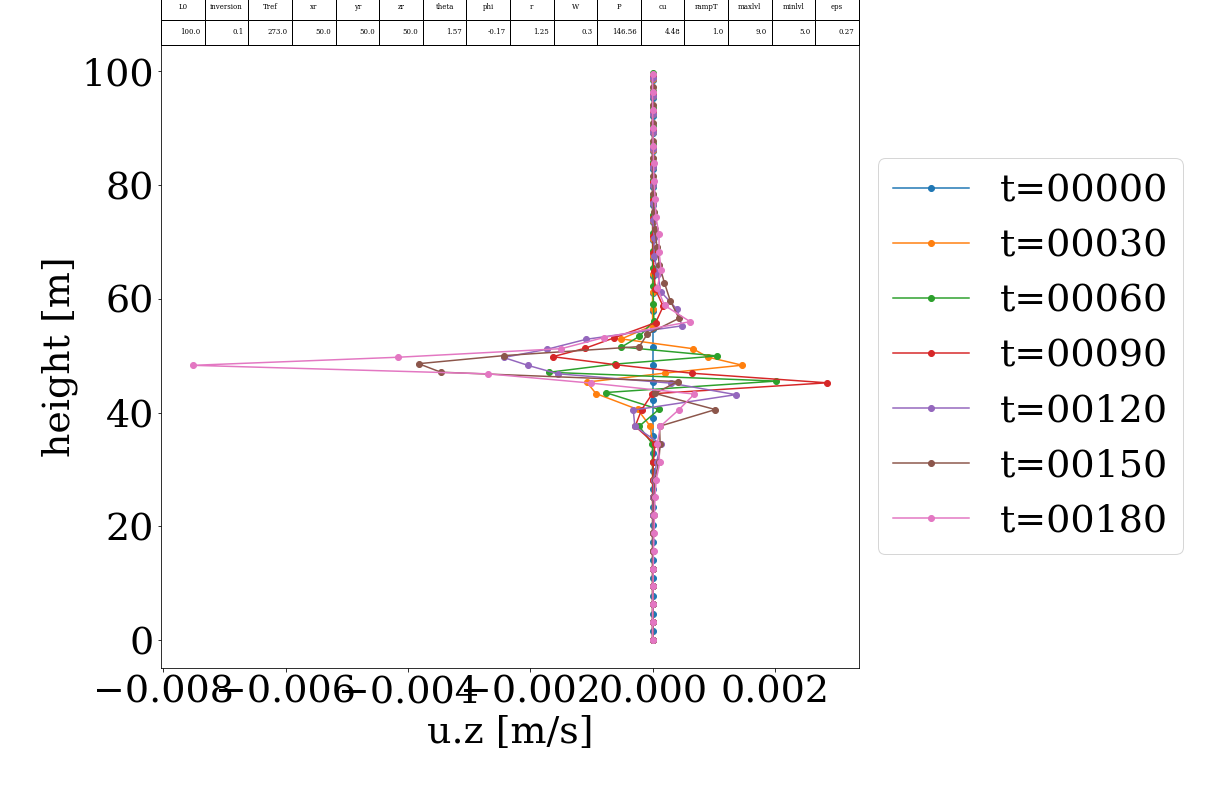 L0 inversion Tref xr yr zr theta phi r W P cu rampT maxlvl minlvl eps
100.0 0.1 273.0 50.0 50.0 50.0 1.57 -0.17 1.25 0.3 146.56 4.48 1.0 9.0 5.0 0.27
100
80
60
40
20
0
height [m]
−0.008 −0.006 −0.004 −0.002 0.000 0.002
u.z [m/s]
t=00000
t=00030
t=00060
t=00090
t=00120
t=00150
t=00180